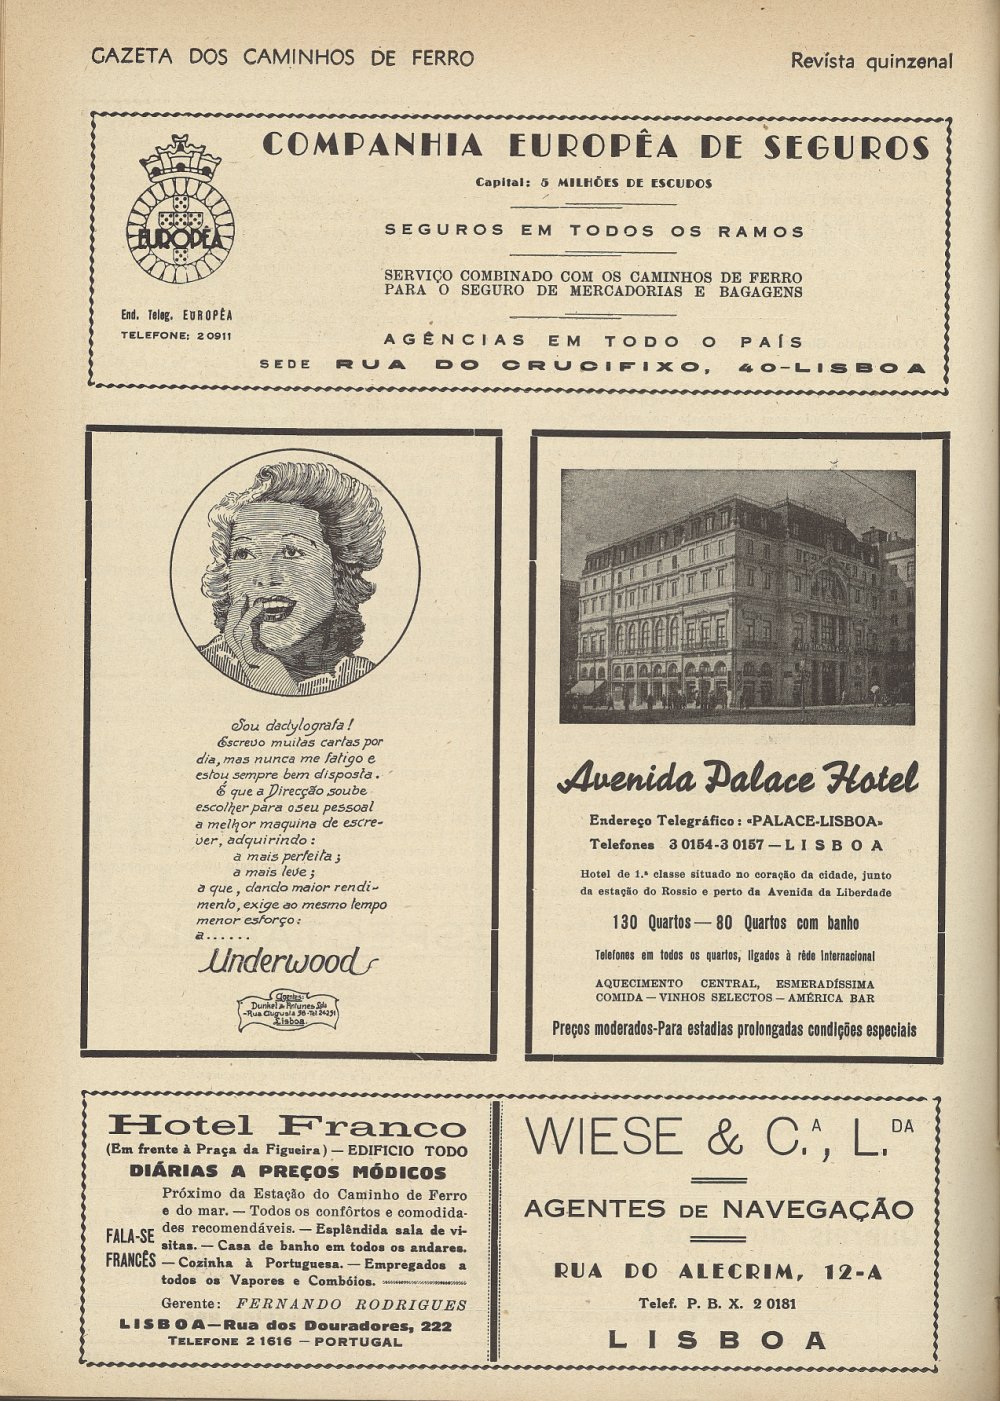 GAZETA DOS CAMINHOS DE FERRO
Revista quinzenal
COMPANHIA EUROPÊA DE SEGUROS
Capital: 5 MILHÕES DE ESCUDOS
SEGUROS EM TODOS OS RAMOS
SERVIÇO COMBINADO COM OS CAMINHOS DE FERRO
PARA O SEGURO DE MERCADORIAS E BAGAGENS
AGÊNCIAS EM TODO O PAÍS
SEDE RUA DO CRUCIFIXO, 40-LISBOA
EUROPÊA
End. Teleg. EUROPÊA
TELEFONE: 20911
Sou dactylografa!
Escrevo muitas cartas por
dia, mas nunca me fatigo e
estou sempre bem disposta.
É que a Direcção soube
escolher para o seu pessoal
a melhor maquina de escre-
ver, adquirindo:
a mais perfeita;
a mais leve;
a que, dando maior rendi-
mento, exige ao mesmo tempo
menor esforço:
a......
Underwood
Agentes:
Dunkel & Antunes Lda
-Rua Augusta 56-Tel 24251
Lisboa
HOTEL
Avenida Palace Hotel
Endereço Telegráfico: «PALACE-LISBOA»
Telefones 3 0154-3 0157 — LISBOA
Hotel de 1.ª classe situado no coração da cidade, junto
da estação do Rossio e perto da Avenida da Liberdade
130 Quartos — 80 Quartos com banho
Telefones em todos os quartos, ligados à rêde Internacional
AQUECIMENTO CENTRAL, ESMERADÍSSIMA
COMIDA — VINHOS SELECTOS — AMÉRICA BAR
Preços moderados-Para estadias prolongadas condições especiais
Hotel Franco
(Em frente à Praça da Figueira) — EDIFICIO TODO
DIÁRIAS A PREÇOS MÓDICOS
FALA-SE
FRANCÊS
Próximo da Estação do Caminho de Ferro
e do mar. — Todos os confôrtos e comodida-
des recomendáveis. — Esplêndida sala de vi-
sitas. — Casa de banho em todos os andares.
— Cozinha à Portuguesa. — Empregados a
todos os Vapores e Combóios.
Gerente: FERNANDO RODRIGUES
LISBOA — Rua dos Douradores, 222
TELEFONE 2 1616 — PORTUGAL
WIESE & C.A, L.DA
AGENTES DE NAVEGAÇÃO
RUA DO ALECRIM, 12-A
Telef. P. B. X. 2 0181
LISBOA